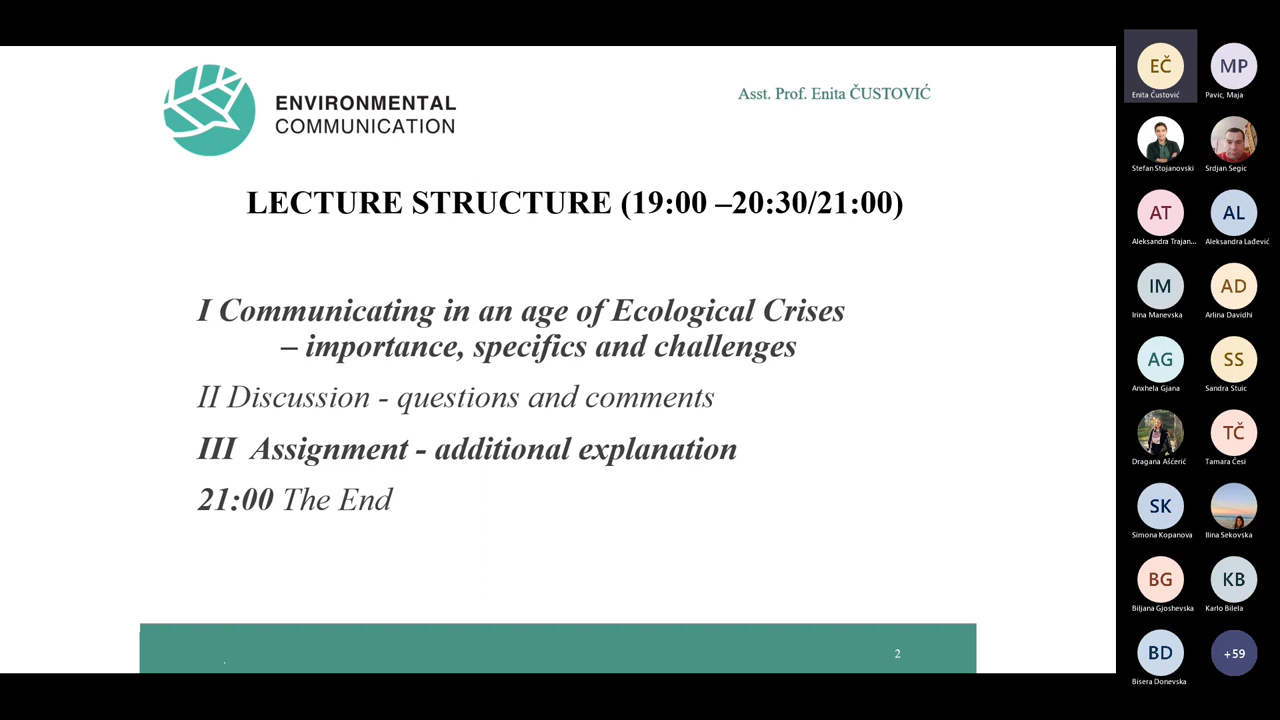 ENVIRONMENTAL
COMMUNICATION
Asst. Prof. Enita ČUSTOVIĆ
LECTURE STRUCTURE (19:00 –20:30/21:00)
I Communicating in an age of Ecological Crises
– importance, specifics and challenges
II Discussion - questions and comments
III Assignment - additional explanation
21:00 The End
2
EČ
Enita Čustović
MP
Pavic, Maja
Stefan Stojanovski
Srdjan Segic
AT
Aleksandra Trajan...
AL
Aleksandra Lađević
IM
Irina Manevska
AD
Arlina Davidhi
AG
Anxhela Gjana
SS
Sandra Stuic
Dragana Aščerić
TČ
Tamara Česi
SK
Simona Kopanova
Ilina Sekovska
BG
Biljana Gjoshevska
KB
Karlo Bilela
BD
Bisera Donevska
+59